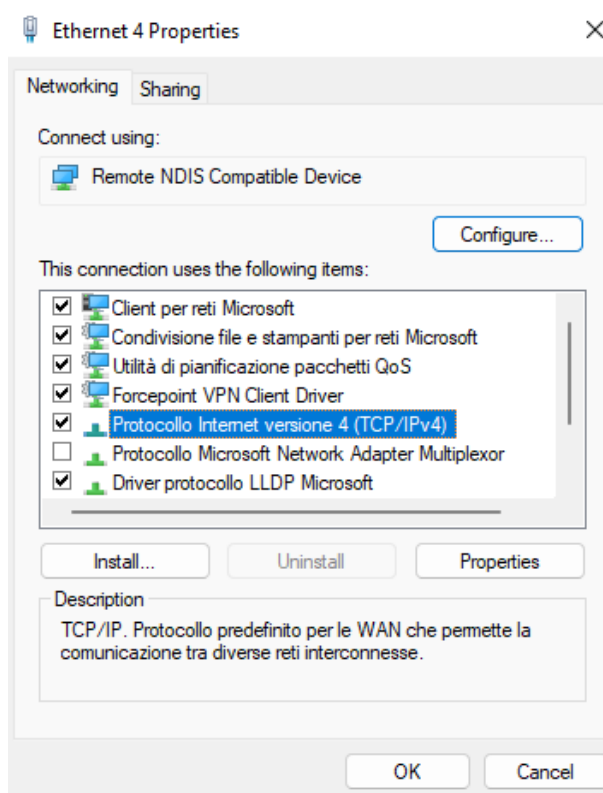 Ethernet 4 Properties
Networking
Sharing
Connect using:
Remote NDIS Compatible Device
Configure...
This connection uses the following items:
Client per reti Microsoft
Condivisione file e stampanti per reti Microsoft
Utilità di pianificazione pacchetti QoS
Forcepoint VPN Client Driver
Protocollo Internet versione 4 (TCP/IPv4)
Protocollo Microsoft Network Adapter Multiplexor
Driver protocollo LLDP Microsoft
Install...
Uninstall
Properties
Description
TCP/IP. Protocollo predefinito per le WAN che permette la
comunicazione tra diverse reti interconnesse.
OK
Cancel